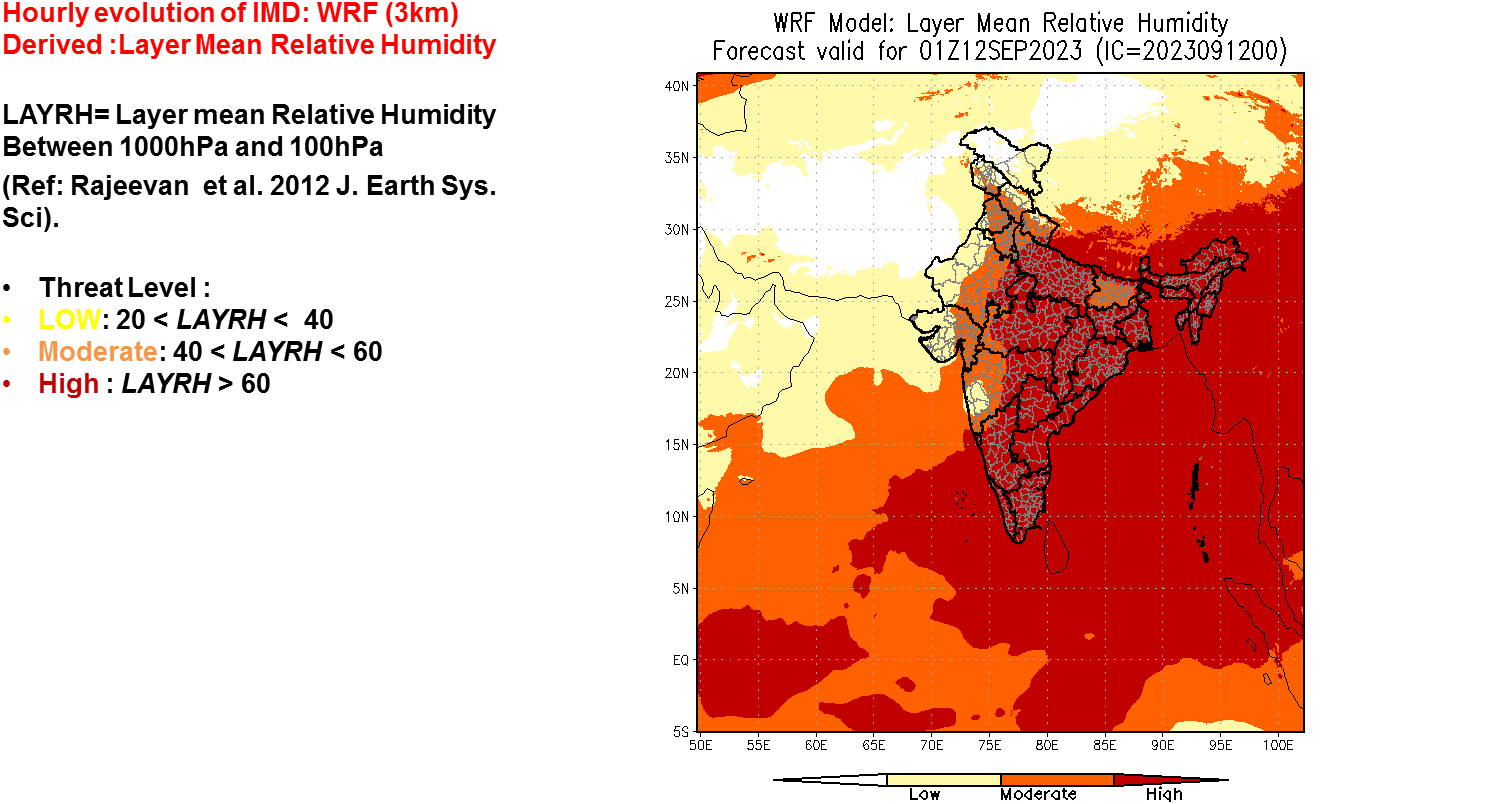 Hourly evolution of IMD: WRF (3km)
Derived :Layer Mean Relative Humidity
LAYRH= Layer mean Relative Humidity
Between 1000hPa and 100hPa
(Ref: Rajeevan et al. 2012 J. Earth Sys.
Sci).
• Threat Level :
• LOW: 20 < LAYRH < 40
• Moderate: 40 < LAYRH < 60
• High : LAYRH > 60
WRF Model: Layer Mean Relative Humidity
Forecast valid for 01Z12SEP2023 (IC=2023091200)
40N
35N
30N
25N
20N
15N
10N
5N
EQ
5S
50E 55E 60E 65E 70E 75E 80E 85E 90E 95E 100E
Low Moderate High